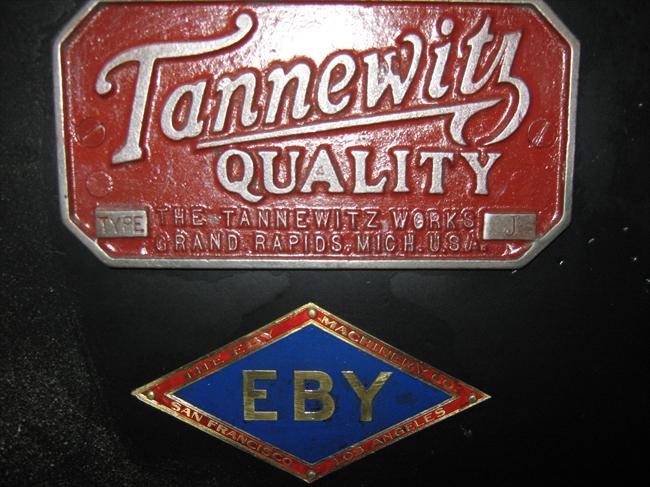 Tannewitz
QUALITY
TYPE
THE TANNEWITZ WORKS
GRAND RAPIDS, MICH. U.S.A.
J
THE EBY MACHINERY CO.
EBY
SAN FRANCISCO LOS ANGELES